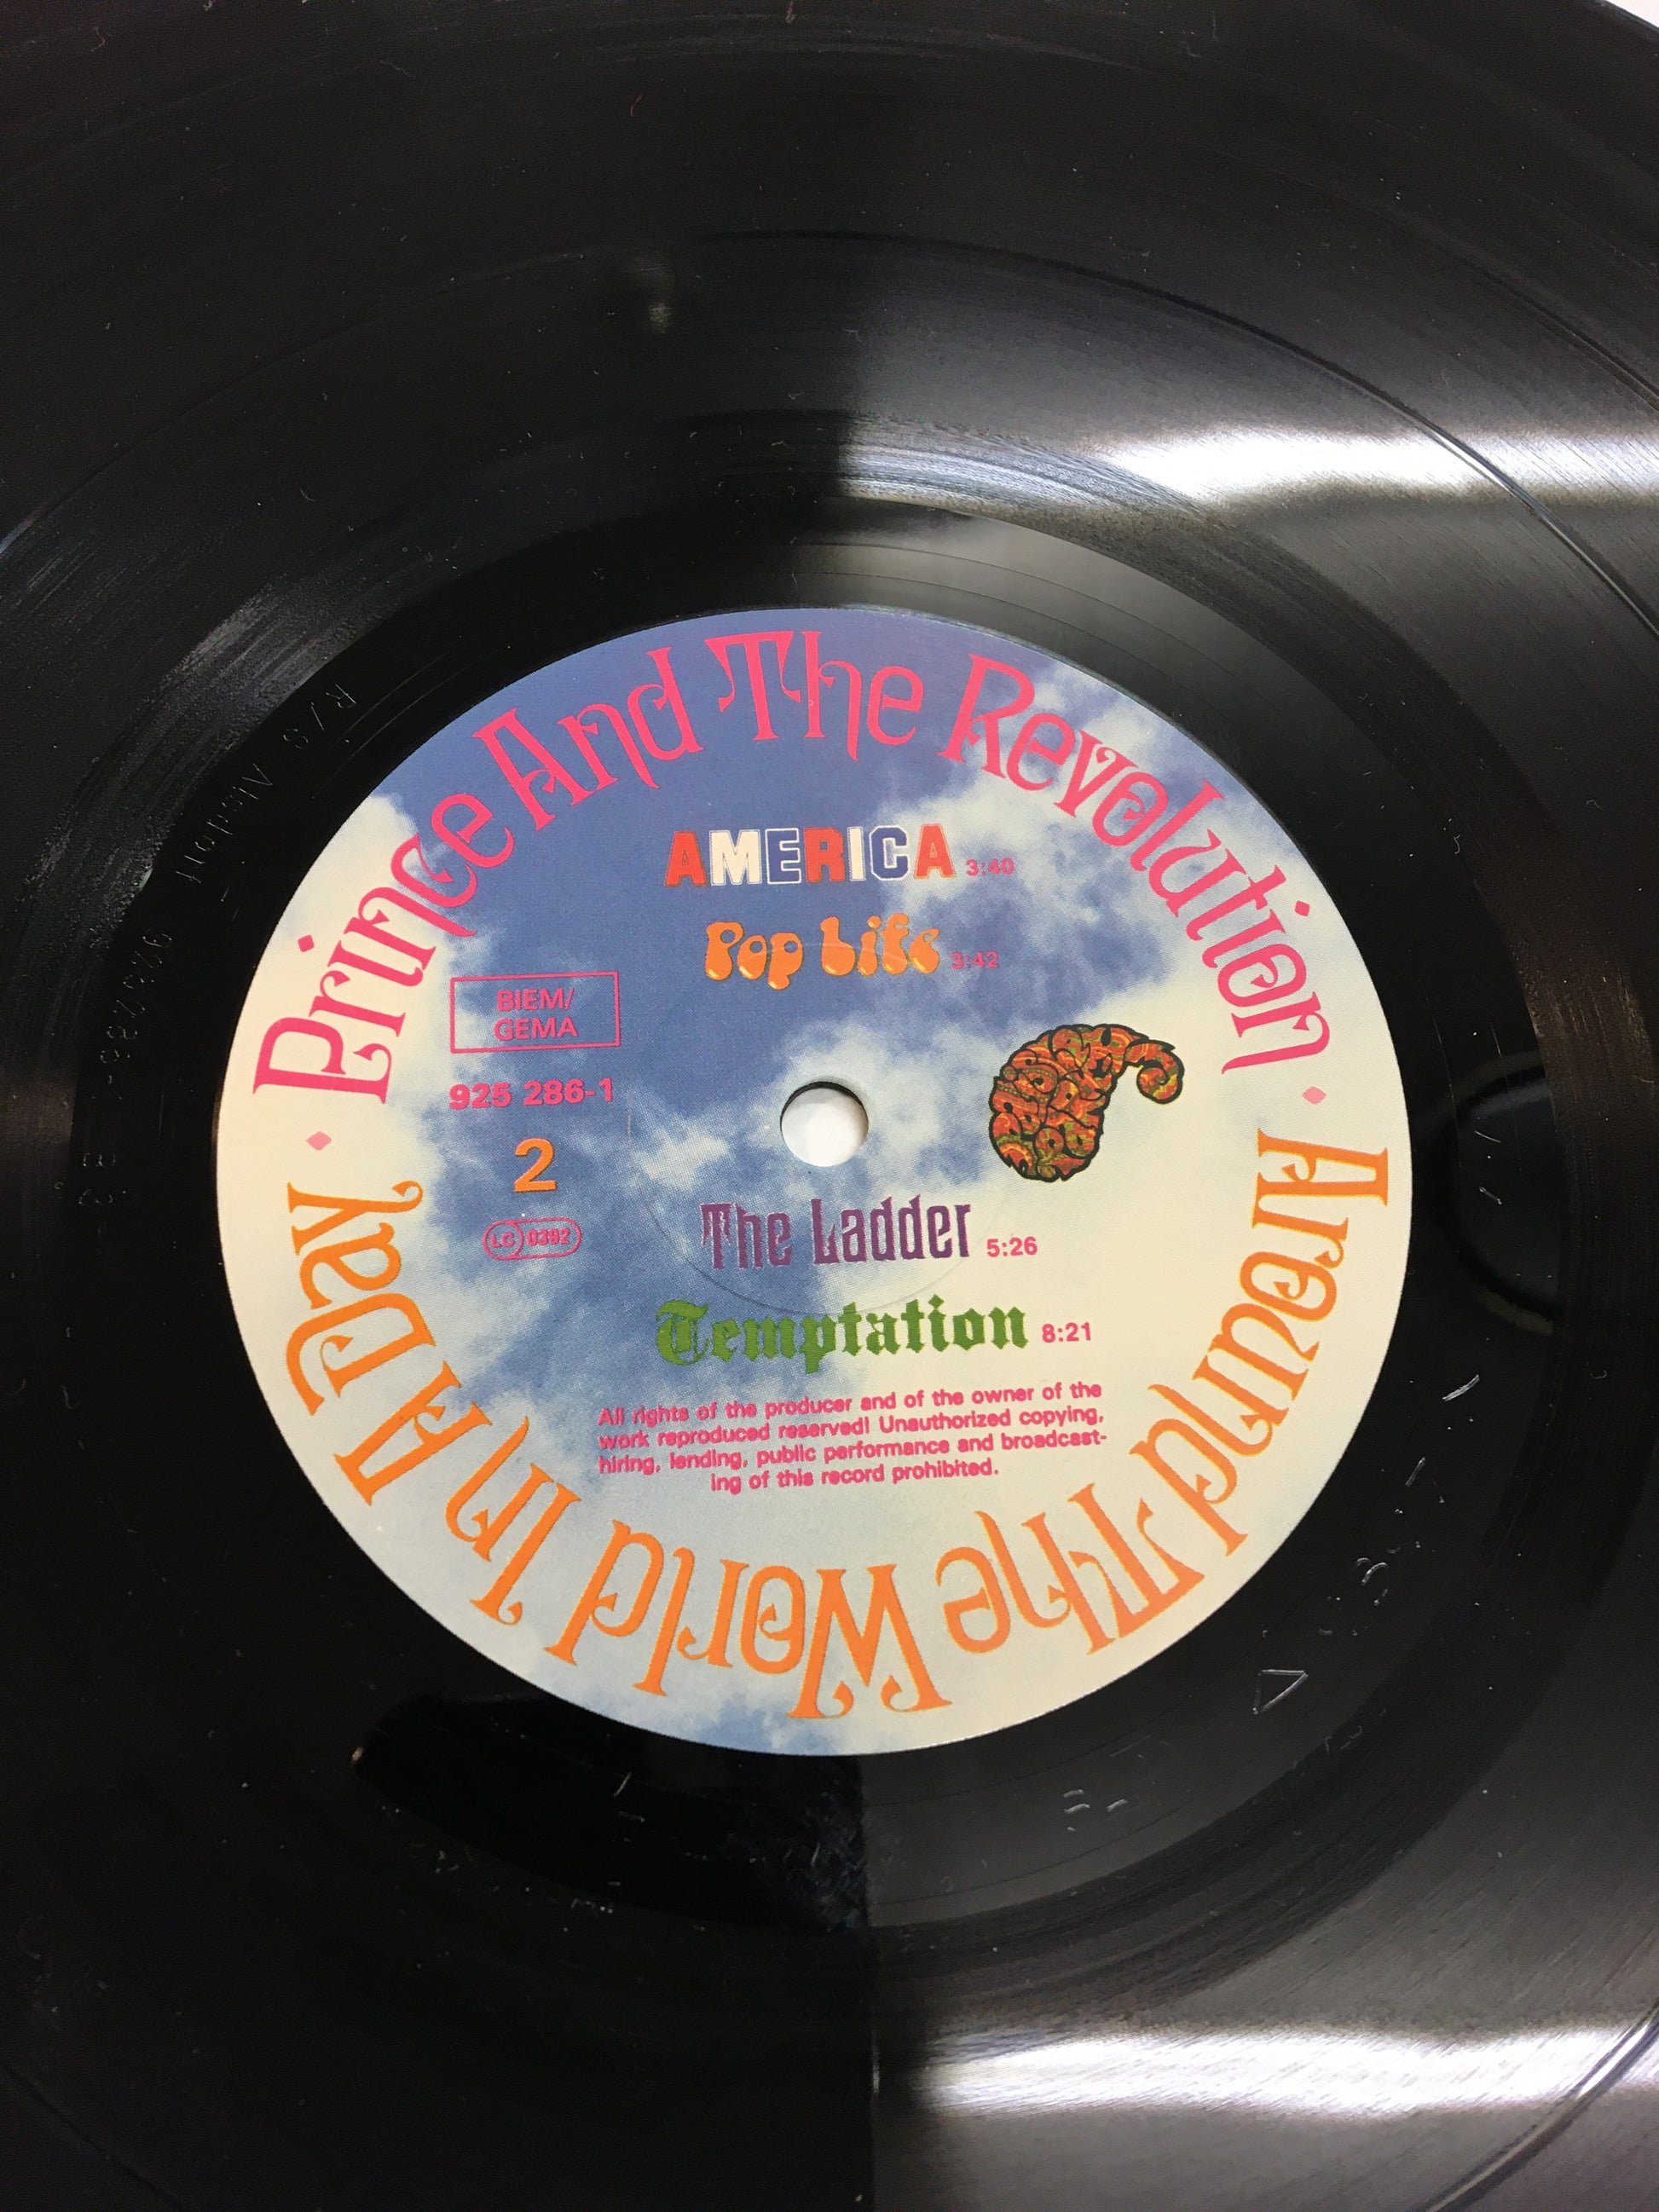 Prince And The Revolution
AMERICA 3:40
Pop Life 3:42
BIEM/
GEMA
925 286-1
2
LC 0392
PAISLEY
PARK
The Ladder 5:26
Temptation 8:21
All rights of the producer and of the owner of the
work reproduced reserved! Unauthorized copying,
hiring, lending, public performance and broadcast-
ing of this record prohibited.
Around The World In A Day
R/S Alsdorf